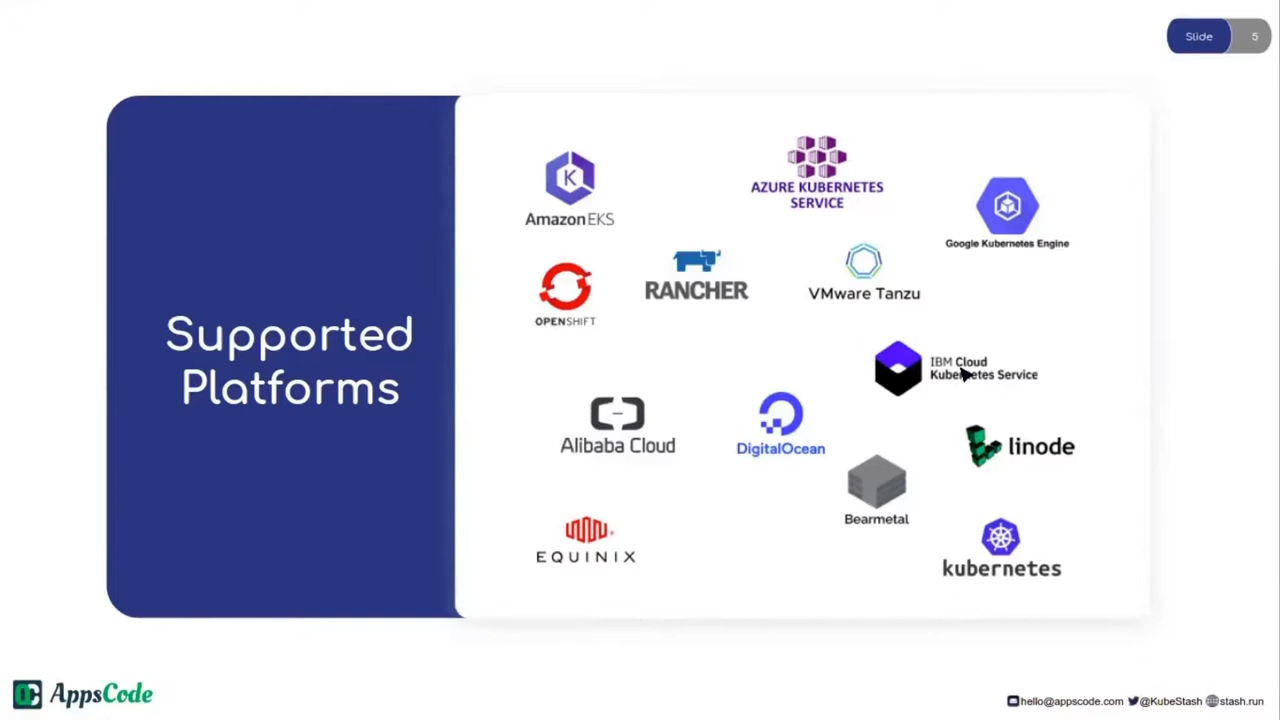 Slide 5
Supported
Platforms
Amazon EKS
AZURE KUBERNETES
SERVICE
Google Kubernetes Engine
OPENSHIFT
RANCHER
VMware Tanzu
IBM Cloud
Kubernetes Service
Alibaba Cloud
DigitalOcean
linode
Bearmetal
EQUINIX
kubernetes
AppsCode
hello@appscode.com @KubeStash stash.run